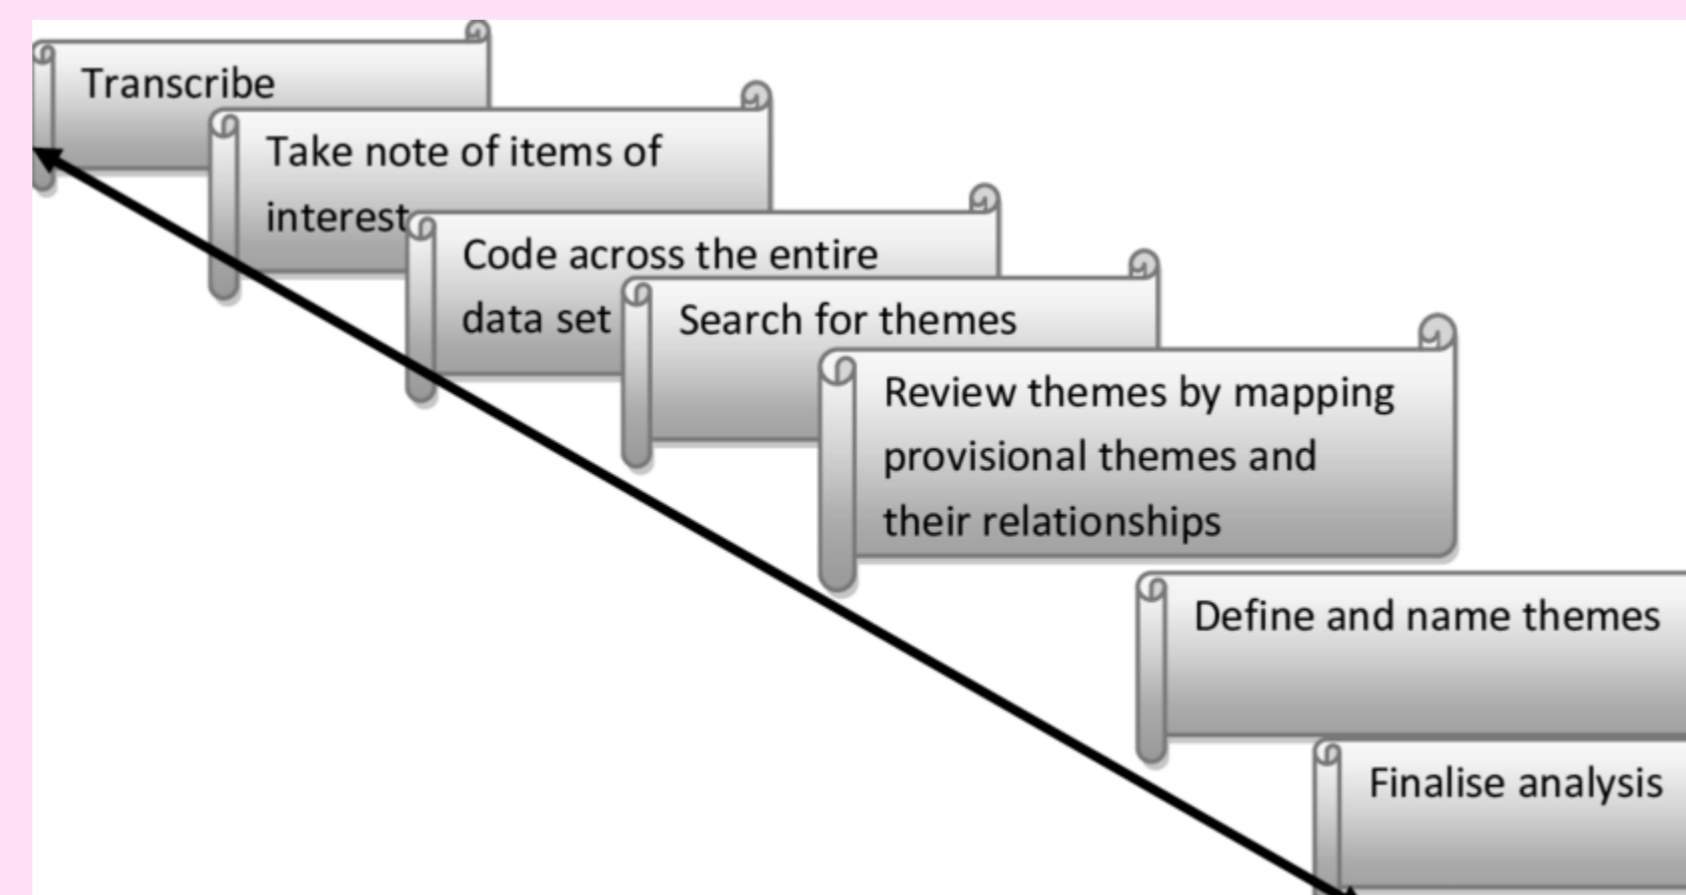 Transcribe
Take note of items of
interest
Code across the entire
data set
Search for themes
Review themes by mapping
provisional themes and
their relationships
Define and name themes
Finalise analysis